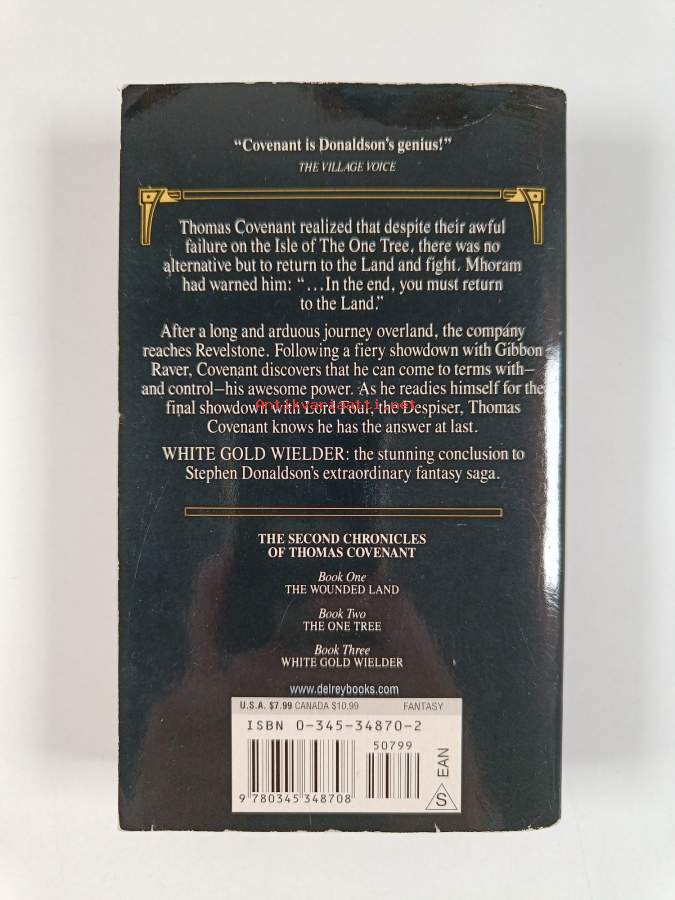 “Covenant is Donaldson's genius!”
THE VILLAGE VOICE
Thomas Covenant realized that despite their awful
failure on the Isle of The One Tree, there was no
alternative but to return to the Land and fight. Mhoram
had warned him: “...In the end, you must return
to the Land.”
After a long and arduous journey overland, the company
reaches Revelstone. Following a fiery showdown with Gibbon
Raver, Covenant discovers that he can come to terms with—
and control—his awesome power. As he readies himself for the
final showdown with Lord Foul, the Despiser, Thomas
Antikvariaatti.net
Covenant knows he has the answer at last.
WHITE GOLD WIELDER: the stunning conclusion to
Stephen Donaldson's extraordinary fantasy saga.
THE SECOND CHRONICLES
OF THOMAS COVENANT
Book One
THE WOUNDED LAND
Book Two
THE ONE TREE
Book Three
WHITE GOLD WIELDER
www.delreybooks.com
U.S.A. $7.99 CANADA $10.99 FANTASY
ISBN 0-345-34870-2
50799
9 780345 348708
S EAN